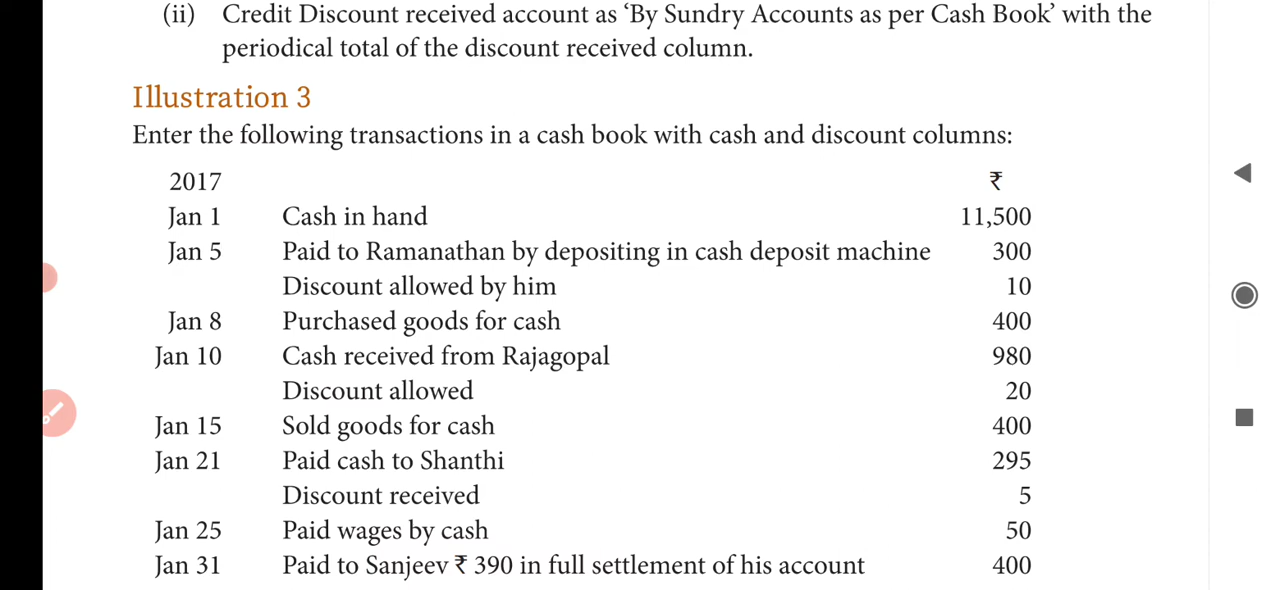 (ii) Credit Discount received account as ‘By Sundry Accounts as per Cash Book’ with the
periodical total of the discount received column.
Illustration 3
Enter the following transactions in a cash book with cash and discount columns:
2017 ₹
Jan 1 Cash in hand 11,500
Jan 5 Paid to Ramanathan by depositing in cash deposit machine 300
Discount allowed by him 10
Jan 8 Purchased goods for cash 400
Jan 10 Cash received from Rajagopal 980
Discount allowed 20
Jan 15 Sold goods for cash 400
Jan 21 Paid cash to Shanthi 295
Discount received 5
Jan 25 Paid wages by cash 50
Jan 31 Paid to Sanjeev ₹ 390 in full settlement of his account 400